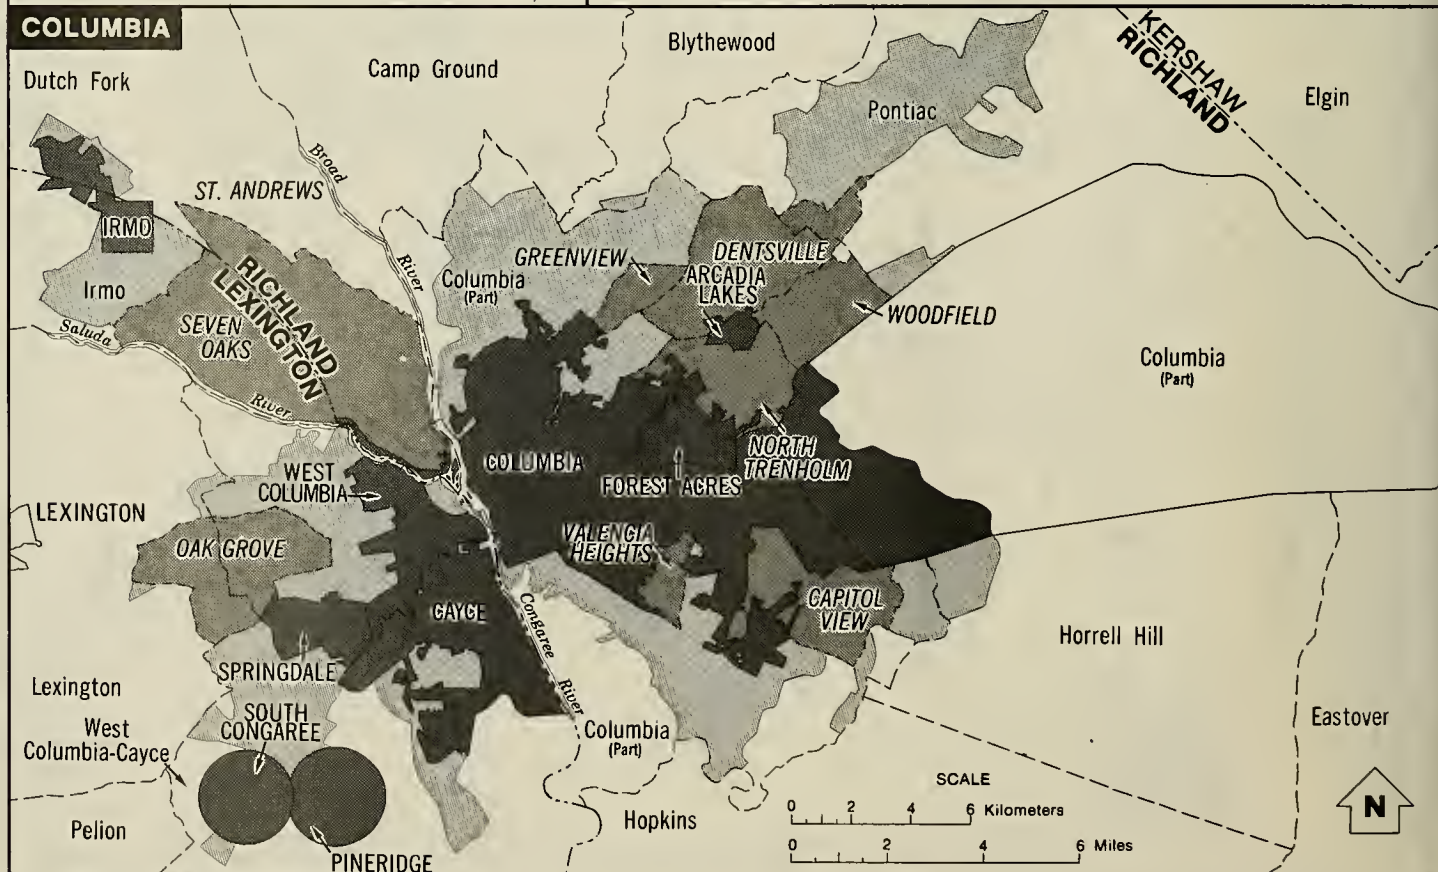 COLUMBIA
Dutch Fork
Camp Ground
Blythewood
Pontiac
KERSHAW
RICHLAND
Elgin
Broad
River
ST. ANDREWS
IRMO
Irmo
RICHLAND
LEXINGTON
SEVEN
OAKS
Saluda
River
Columbia
(Part)
GREENVIEW
DENTSVILLE
ARCADIA
LAKES
WOODFIELD
Columbia
(Part)
WEST
COLUMBIA
COLUMBIA
FOREST ACRES
NORTH
TRENHOLM
LEXINGTON
OAK GROVE
VALENCIA
HEIGHTS
CAYCE
Congaree
River
CAPITOL
VIEW
Horrell Hill
SPRINGDALE
Lexington
West
Columbia-Cayce
SOUTH
CONGAREE
Columbia
(Part)
Eastover
Pelion
PINERIDGE
Hopkins
SCALE
0 2 4 6 Kilometers
0 2 4 6 Miles
N